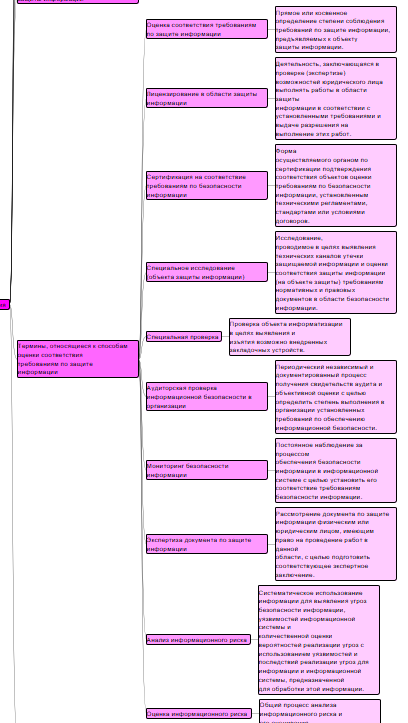 Оценка соответствия требованиям
по защите информации
Прямое или косвенное
определение степени соблюдения
требований по защите информации,
предъявляемых к объекту
защиты информации.
Лицензирование в области защиты
информации
Деятельность, заключающаяся в
проверке (экспертизе)
возможностей юридического лица
выполнять работы в области
защиты
информации в соответствии с
установленными требованиями и
выдаче разрешения на
выполнение этих работ.
Сертификация на соответствие
требованиям по безопасности
информации
Форма
осуществляемого органом по
сертификации подтверждения
соответствия объектов оценки
требованиям по безопасности
информации, установленным
техническими регламентами,
стандартами или условиями
договоров.
Специальное исследование
(объекта защиты информации)
Исследование,
проводимое в целях выявления
технических каналов утечки
защищаемой информации и оценки
соответствия защиты информации
(на объекте защиты) требованиям
нормативных и правовых
документов в области безопасности
информации.
Термины, относящиеся к способам
оценки соответствия
требованиям по защите
информации
Специальная проверка
Проверка объекта информатизации
в целях выявления и
изъятия возможно внедренных
закладочных устройств.
Аудиторская проверка
информационной безопасности в
организации
Периодический независимый и
документированный процесс
получения свидетельств аудита и
объективной оценки с целью
определить степень выполнения в
организации установленных
требований по обеспечению
информационной безопасности.
Мониторинг безопасности
информации
Постоянное наблюдение за
процессом
обеспечения безопасности
информации в информационной
системе с целью установить его
соответствие требованиям
безопасности информации.
Экспертиза документа по защите
информации
Рассмотрение документа по защите
информации физическим или
юридическим лицом, имеющим
право на проведение работ в
данной
области, с целью подготовить
соответствующее экспертное
заключение.
Анализ информационного риска
Систематическое использование
информации для выявления угроз
безопасности информации,
уязвимостей информационной
системы и
количественной оценки
вероятностей реализации угроз с
использованием уязвимостей и
последствий реализации угроз для
информации и информационной
системы, предназначенной
для обработки этой информации.
Оценка информационного риска
Общий процесс анализа
информационного риска и